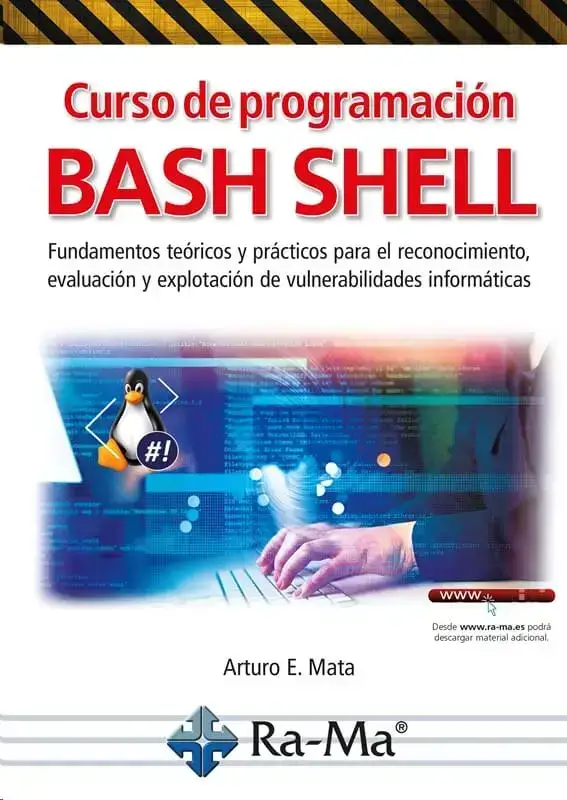 Curso de programación
BASH SHELL
Fundamentos teóricos y prácticos para el reconocimiento,
evaluación y explotación de vulnerabilidades informáticas
#!
www
Desde www.ra-ma.es podrá
descargar material adicional.
Arturo E. Mata
Ra-Ma®